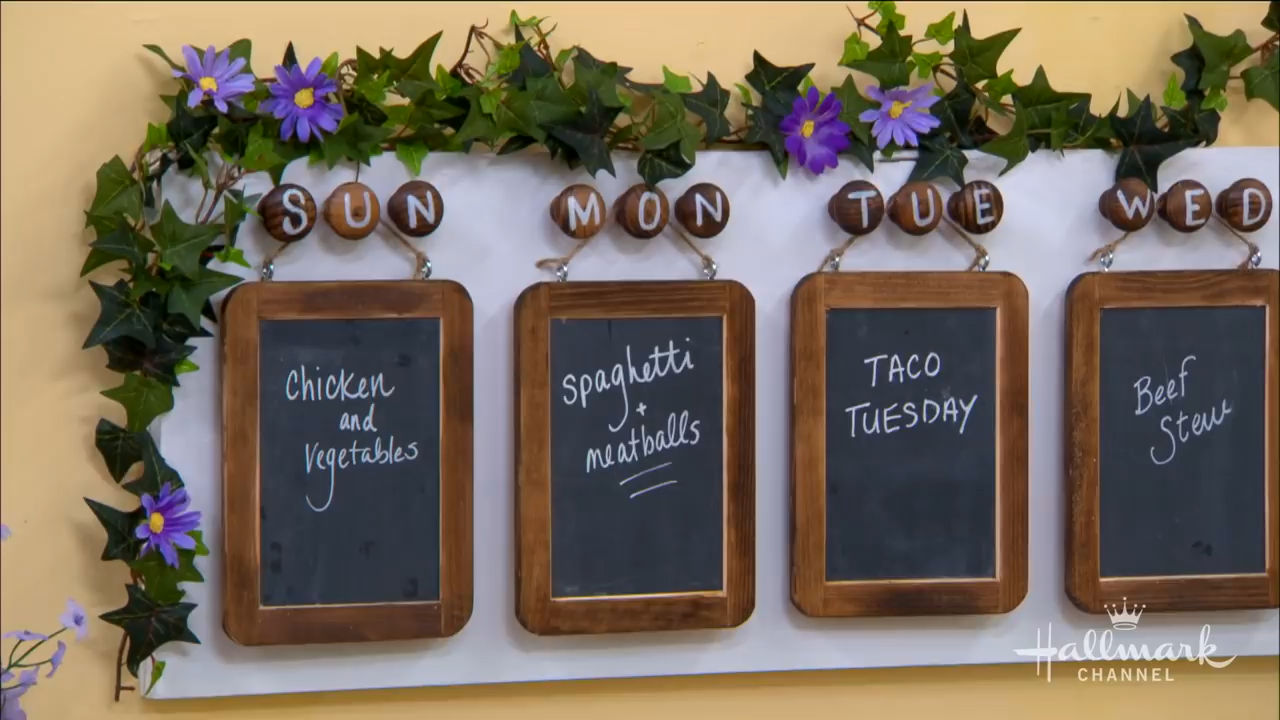 SUN
MON
TUE
WED
Chicken
and
Vegetables
spaghetti
+
meatballs
TACO
TUESDAY
Beef
Stew
Hallmark
CHANNEL